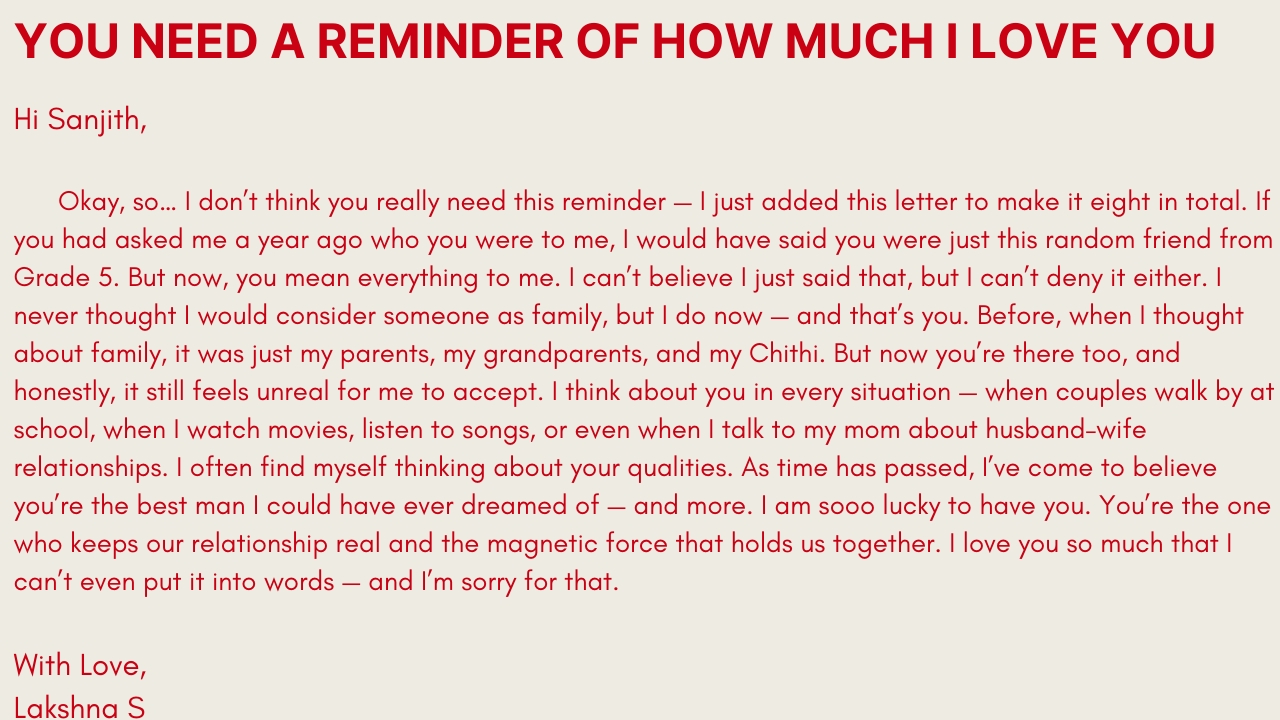 YOU NEED A REMINDER OF HOW MUCH I LOVE YOU
Hi Sanjith,
Okay, so... I don't think you really need this reminder — I just added this letter to make it eight in total. If
you had asked me a year ago who you were to me, I would have said you were just this random friend from
Grade 5. But now, you mean everything to me. I can't believe I just said that, but I can't deny it either. I
never thought I would consider someone as family, but I do now — and that's you. Before, when I thought
about family, it was just my parents, my grandparents, and my Chithi. But now you're there too, and
honestly, it still feels unreal for me to accept. I think about you in every situation — when couples walk by at
school, when I watch movies, listen to songs, or even when I talk to my mom about husband-wife
relationships. I often find myself thinking about your qualities. As time has passed, I've come to believe
you're the best man I could have ever dreamed of — and more. I am sooo lucky to have you. You're the one
who keeps our relationship real and the magnetic force that holds us together. I love you so much that I
can't even put it into words — and I'm sorry for that.
With Love,
Lakshna S